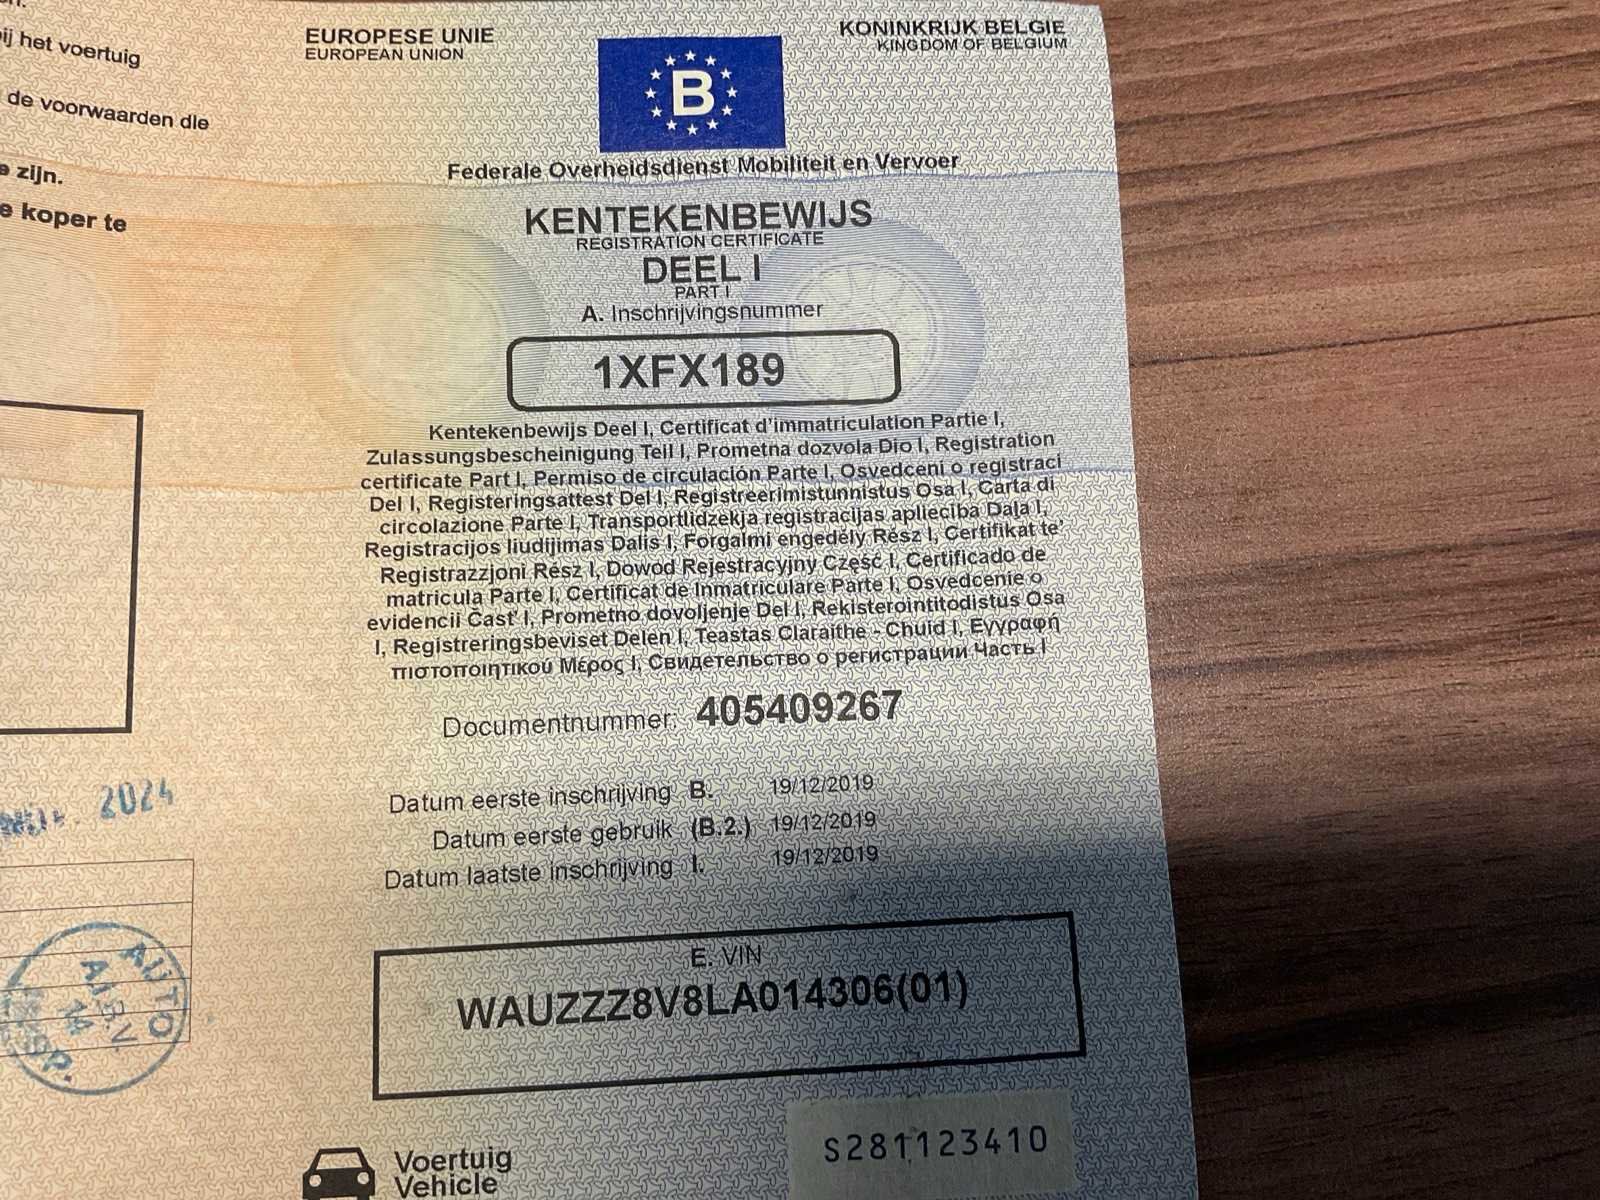 ij het voertuig
de voorwaarden die
e zijn.
e koper te
2024
AUTO
A.I.B.V.
14
EUROPESE UNIE
EUROPEAN UNION
B
KONINKRIJK BELGIE
KINGDOM OF BELGIUM
Federale Overheidsdienst Mobiliteit en Vervoer
KENTEKENBEWIJS
REGISTRATION CERTIFICATE
DEEL I
PART I
A. Inschrijvingsnummer
1XFX189
Kentekenbewijs Deel I, Certificat d'immatriculation Partie I,
Zulassungsbescheinigung Teil I, Prometna dozvola Dio I, Registration
certificate Part I, Permiso de circulación Parte I, Osvedceni o registraci
Del I, Registeringsattest Del I, Registreerimistunnistus Osa I, Carta di
circolazione Parte I, Transportlidzekja registracijas aplieciba Daļa I,
Registracijos liudijimas Dalis I, Forgalmi engedély Rész I, Certifikat te'
Registrazzjoni Rész I, Dowod Rejestracyjny Część I, Certificado de
matricula Parte I, Certificat de Inmatriculare Parte I, Osvedcenie o
evidencii Časť I, Prometno dovoljenje Del I, Rekisterointitodistus Osa
I, Registreringsbeviset Delen I, Teastas Claraithe - Chuid I, Εγγραφή
πιστοποιητικού Μέρος I, Свидетельство о регистрации Часть I
Documentnummer: 405409267
Datum eerste inschrijving B. 19/12/2019
Datum eerste gebruik (B.2.) 19/12/2019
Datum laatste inschrijving I. 19/12/2019
E. VIN
WAUZZZ8V8LA014306(01)
S281123410
Voertuig
Vehicle